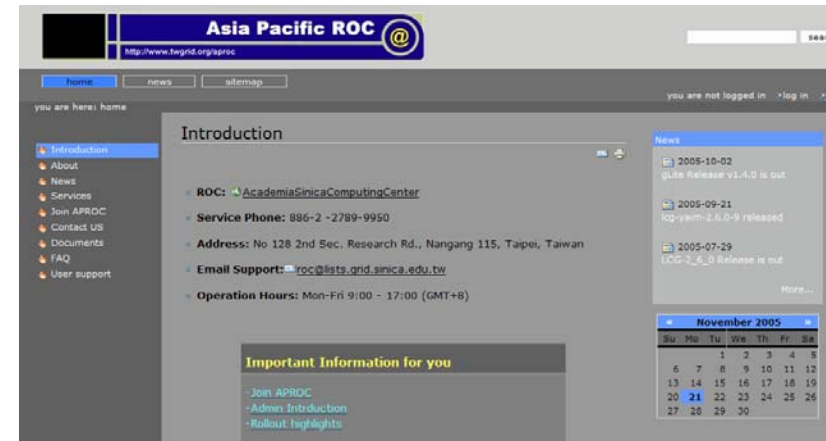 Asia Pacific ROC @
http://www.twgrid.org/aproc
home news sitemap
you are not logged in log in
you are here: home
Introduction
About
News
Services
Join APROC
Contact US
Documents
FAQ
User support
Introduction
ROC: AcademiaSinicaComputingCenter
Service Phone: 886-2 -2789-9950
Address: No 128 2nd Sec. Research Rd., Nangang 115, Taipei, Taiwan
Email Support: roc@lists.grid.sinica.edu.tw
Operation Hours: Mon-Fri 9:00 - 17:00 (GMT+8)
Important Information for you
-Join APROC
-Admin Intrduction
-Rollout highlights
News
2005-10-02
gLite Release v1.4.0 is out
2005-09-21
lcg-yaim-2.6.0-9 released
2005-07-29
LCG-2_6_0 Release is out
More...
« November 2005 »
Su Mo Tu We Th Fr Sa
1 2 3 4 5
6 7 8 9 10 11 12
13 14 15 16 17 18 19
20 21 22 23 24 25 26
27 28 29 30